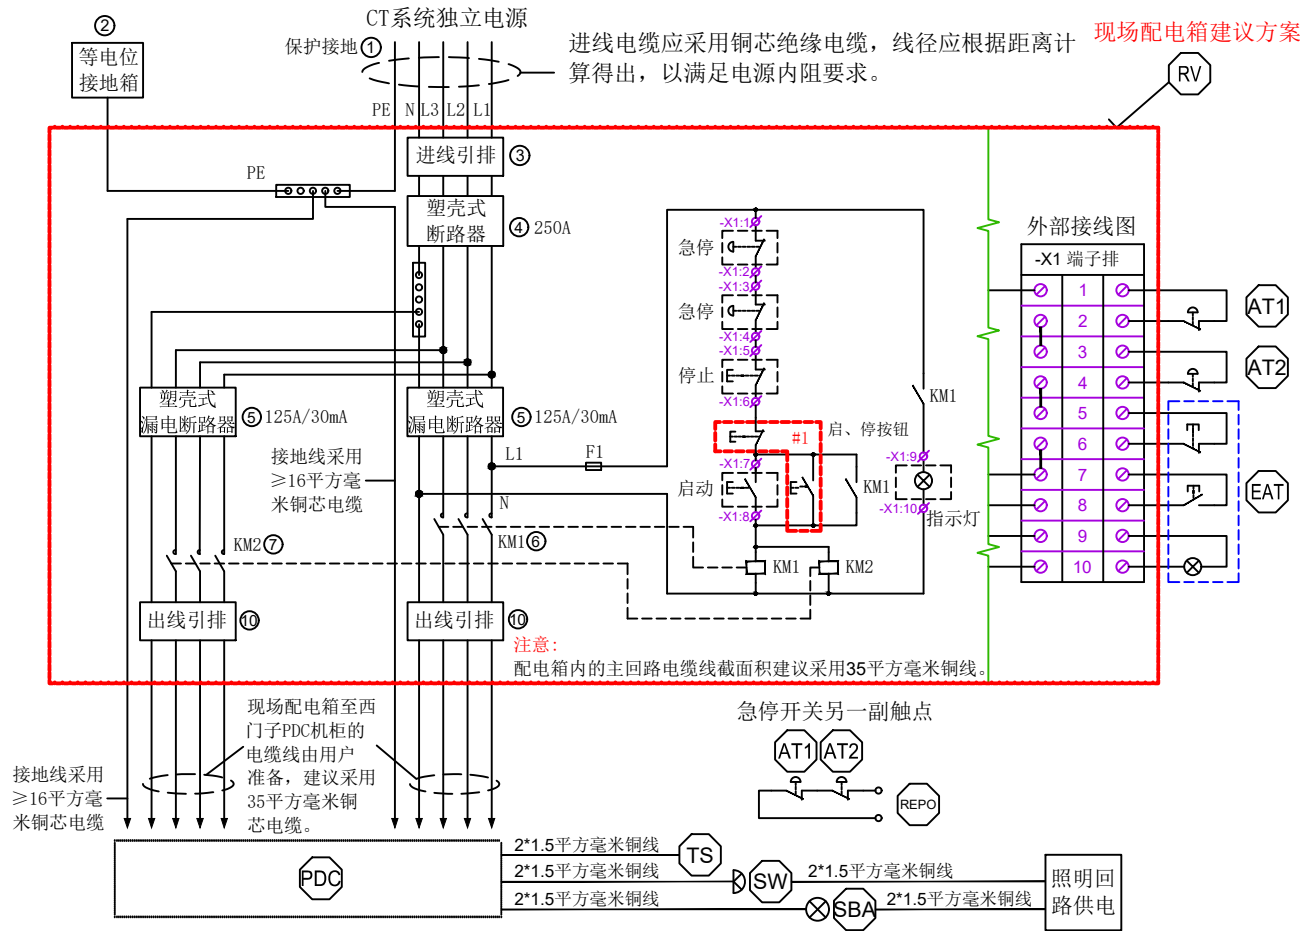 CT系统独立电源
②
等电位
接地箱
保护接地①
进线电缆应采用铜芯绝缘电缆，线径应根据距离计
算得出，以满足电源内阻要求。
现场配电箱建议方案
RV
PE N L3 L2 L1
进线引排 ③
PE
塑壳式
断路器
④ 250A
-X1:1
急停
-X1:2
-X1:3
急停
-X1:4
-X1:5
停止
-X1:6
#1
启、停按钮
-X1:7
启动
-X1:8
KM1
KM1
-X1:9
-X1:10
指示灯
KM1
KM2
外部接线图
-X1 端子排
1
2
3
4
5
6
7
8
9
10
AT1
AT2
EAT
塑壳式
漏电断路器
⑤125A/30mA
塑壳式
漏电断路器
⑤125A/30mA
L1
F1
N
接地线采用
≥16平方毫
米铜芯电缆
KM2⑦
KM1⑥
出线引排 ⑩
出线引排 ⑩
注意:
配电箱内的主回路电缆线截面积建议采用35平方毫米铜线。
现场配电箱至西
门子PDC机柜的
电缆线由用户
准备，建议采用
35平方毫米铜
芯电缆。
接地线采用
≥16平方毫
米铜芯电缆
急停开关另一副触点
AT1 AT2
REPO
PDC
2*1.5平方毫米铜线
TS
2*1.5平方毫米铜线
SW
2*1.5平方毫米铜线
2*1.5平方毫米铜线
SBA
2*1.5平方毫米铜线
照明回
路供电